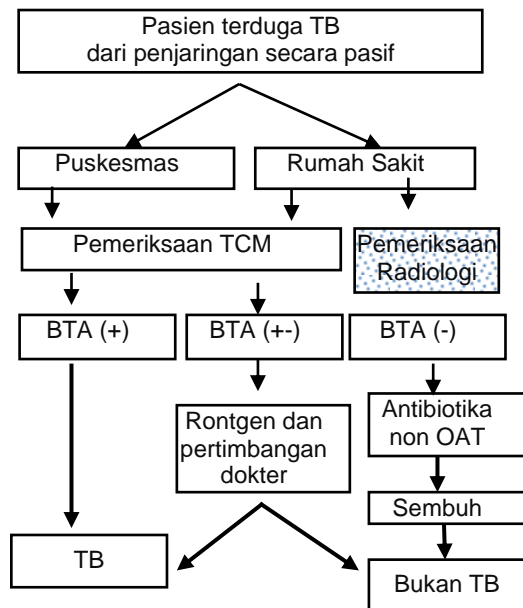 Pasien terduga TB
dari penjaringan secara pasif
Puskesmas
Rumah Sakit
Pemeriksaan TCM
Pemeriksaan
Radiologi
BTA (+)
BTA (+-)
BTA (-)
Rontgen dan
pertimbangan
dokter
Antibiotika
non OAT
Sembuh
TB
Bukan TB